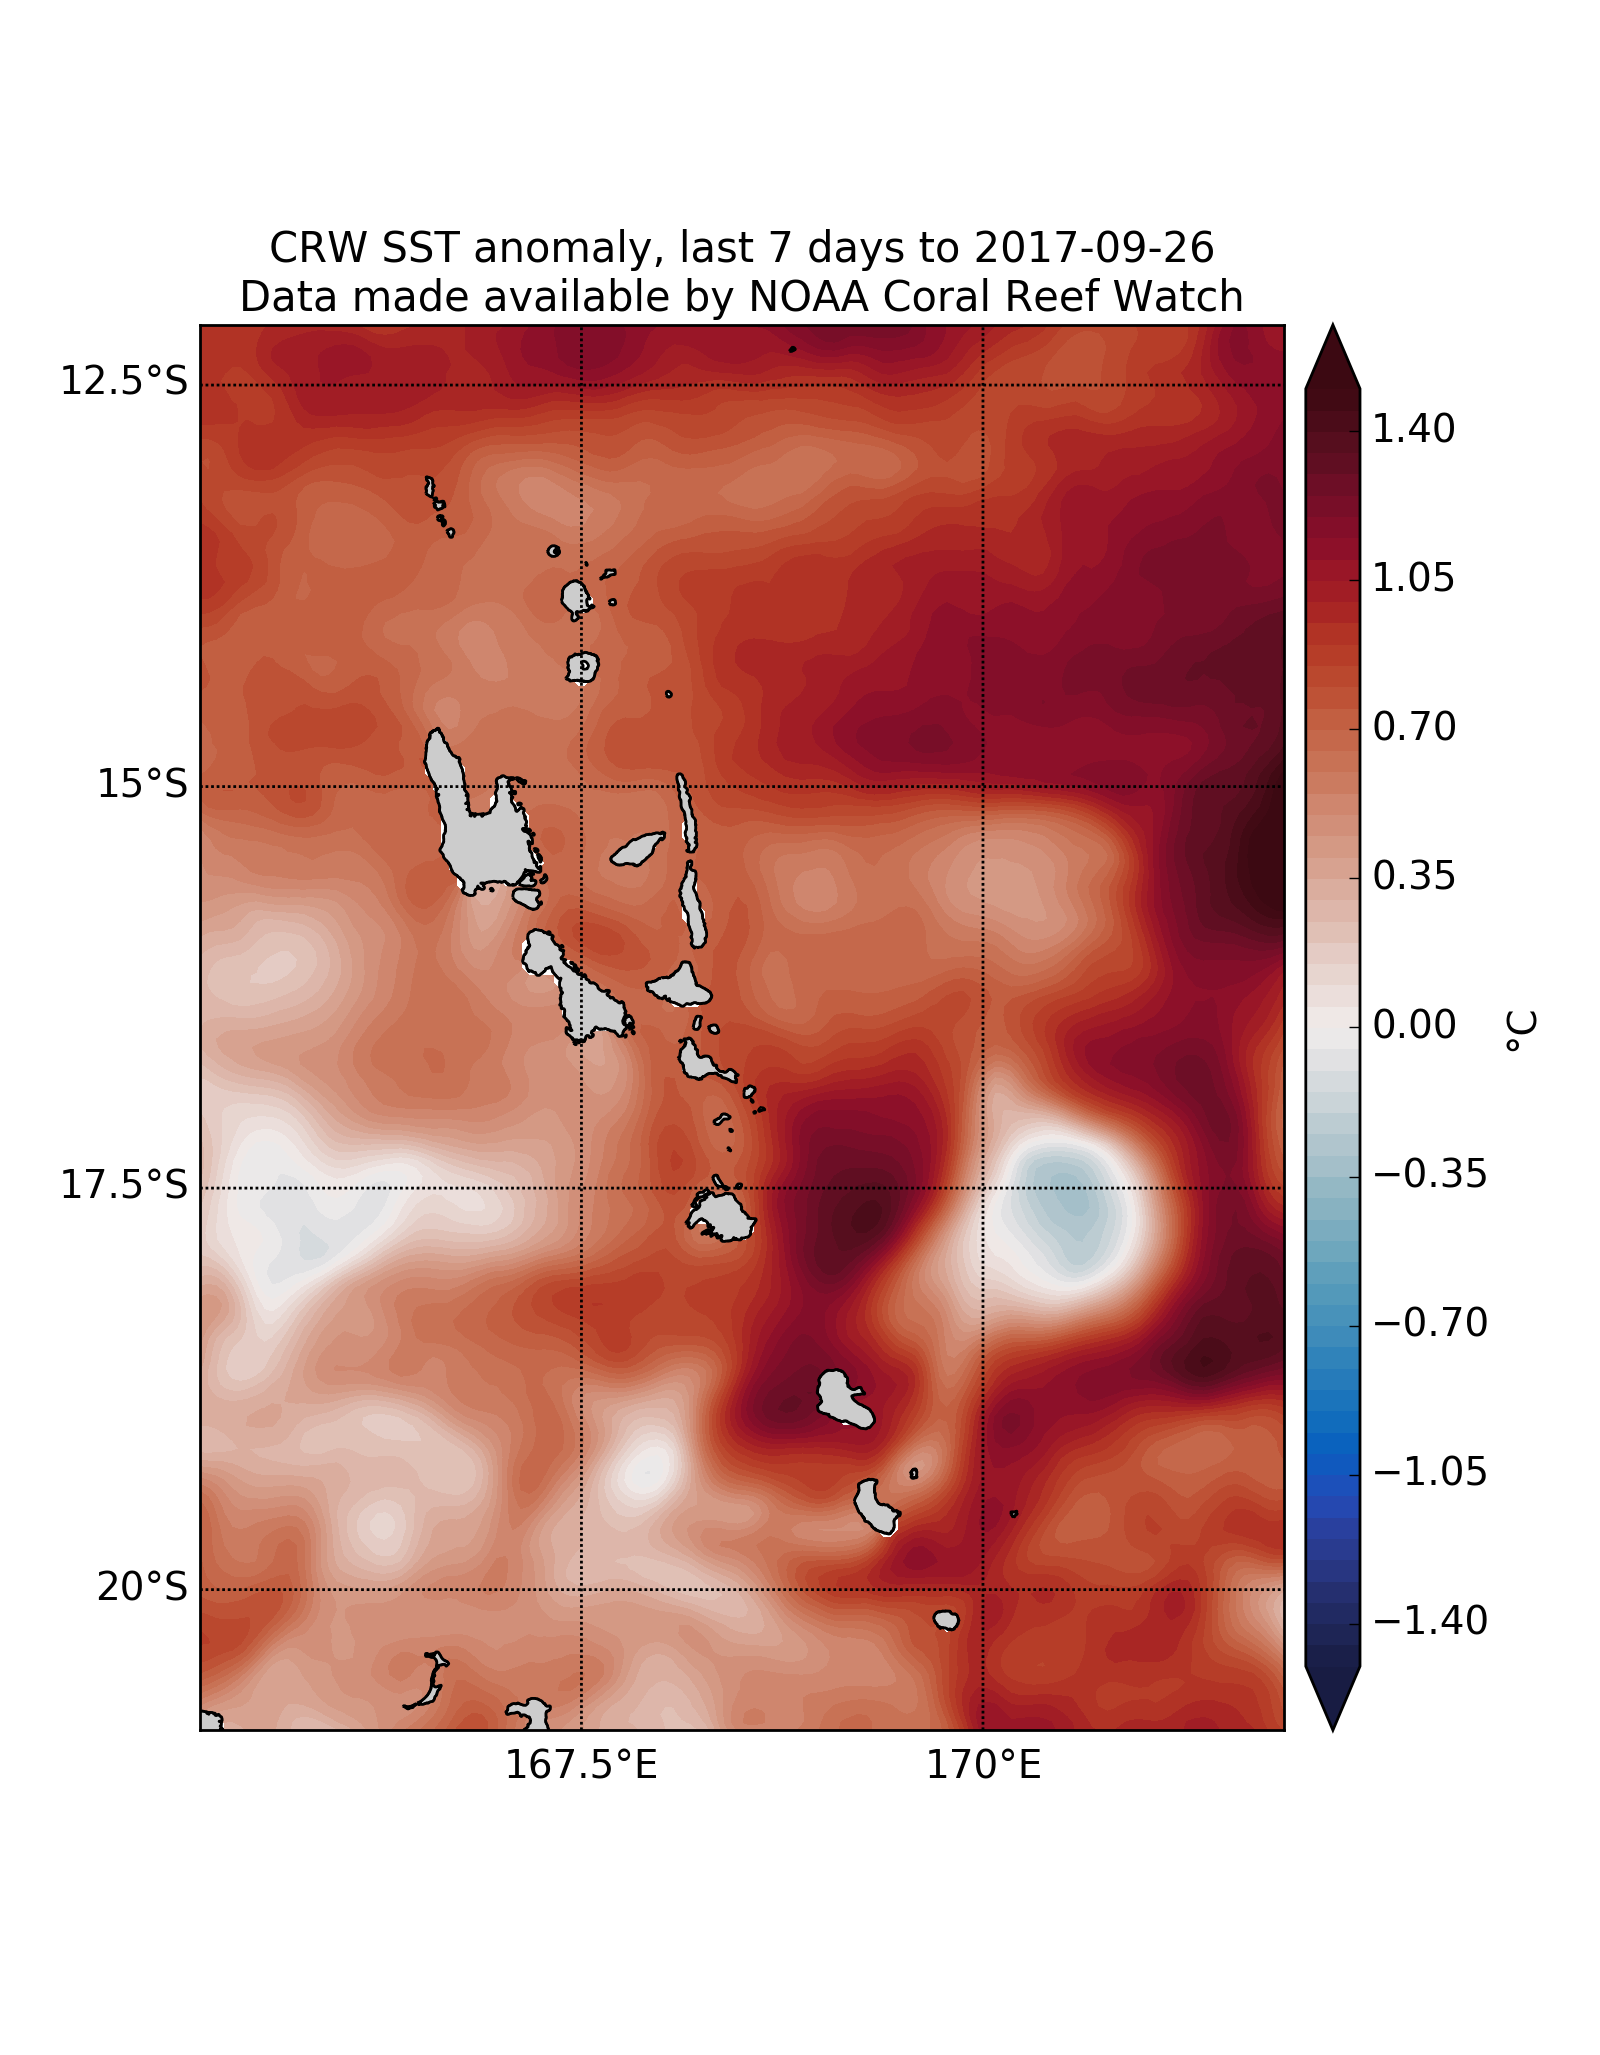 CRW SST anomaly, last 7 days to 2017-09-26
Data made available by NOAA Coral Reef Watch
12.5°S
15°S
17.5°S
20°S
167.5°E
170°E
1.40
1.05
0.70
0.35
0.00
−0.35
−0.70
−1.05
−1.40
°C